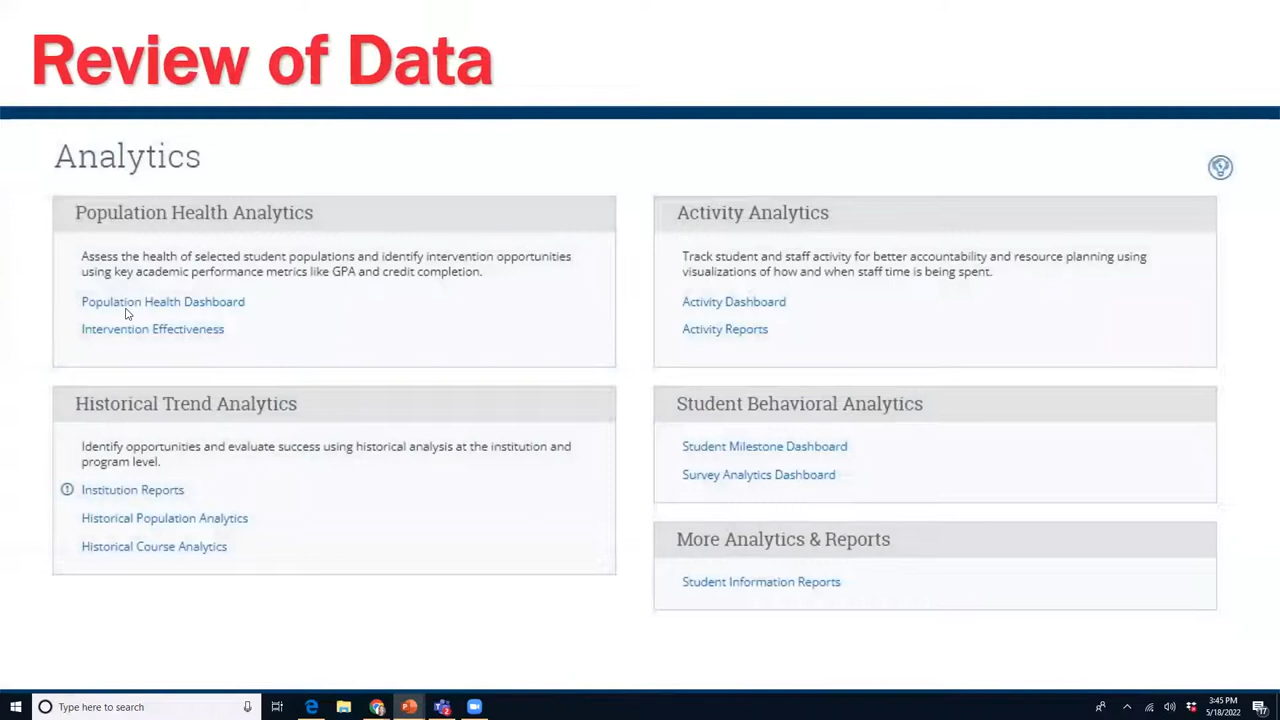 Review of Data
Analytics
Population Health Analytics
Assess the health of selected student populations and identify intervention opportunities
using key academic performance metrics like GPA and credit completion.
Population Health Dashboard
Intervention Effectiveness
Historical Trend Analytics
Identify opportunities and evaluate success using historical analysis at the institution and
program level.
Institution Reports
Historical Population Analytics
Historical Course Analytics
Activity Analytics
Track student and staff activity for better accountability and resource planning using
visualizations of how and when staff time is being spent.
Activity Dashboard
Activity Reports
Student Behavioral Analytics
Student Milestone Dashboard
Survey Analytics Dashboard
More Analytics & Reports
Student Information Reports
Type here to search
3:45 PM
5/18/2022
17